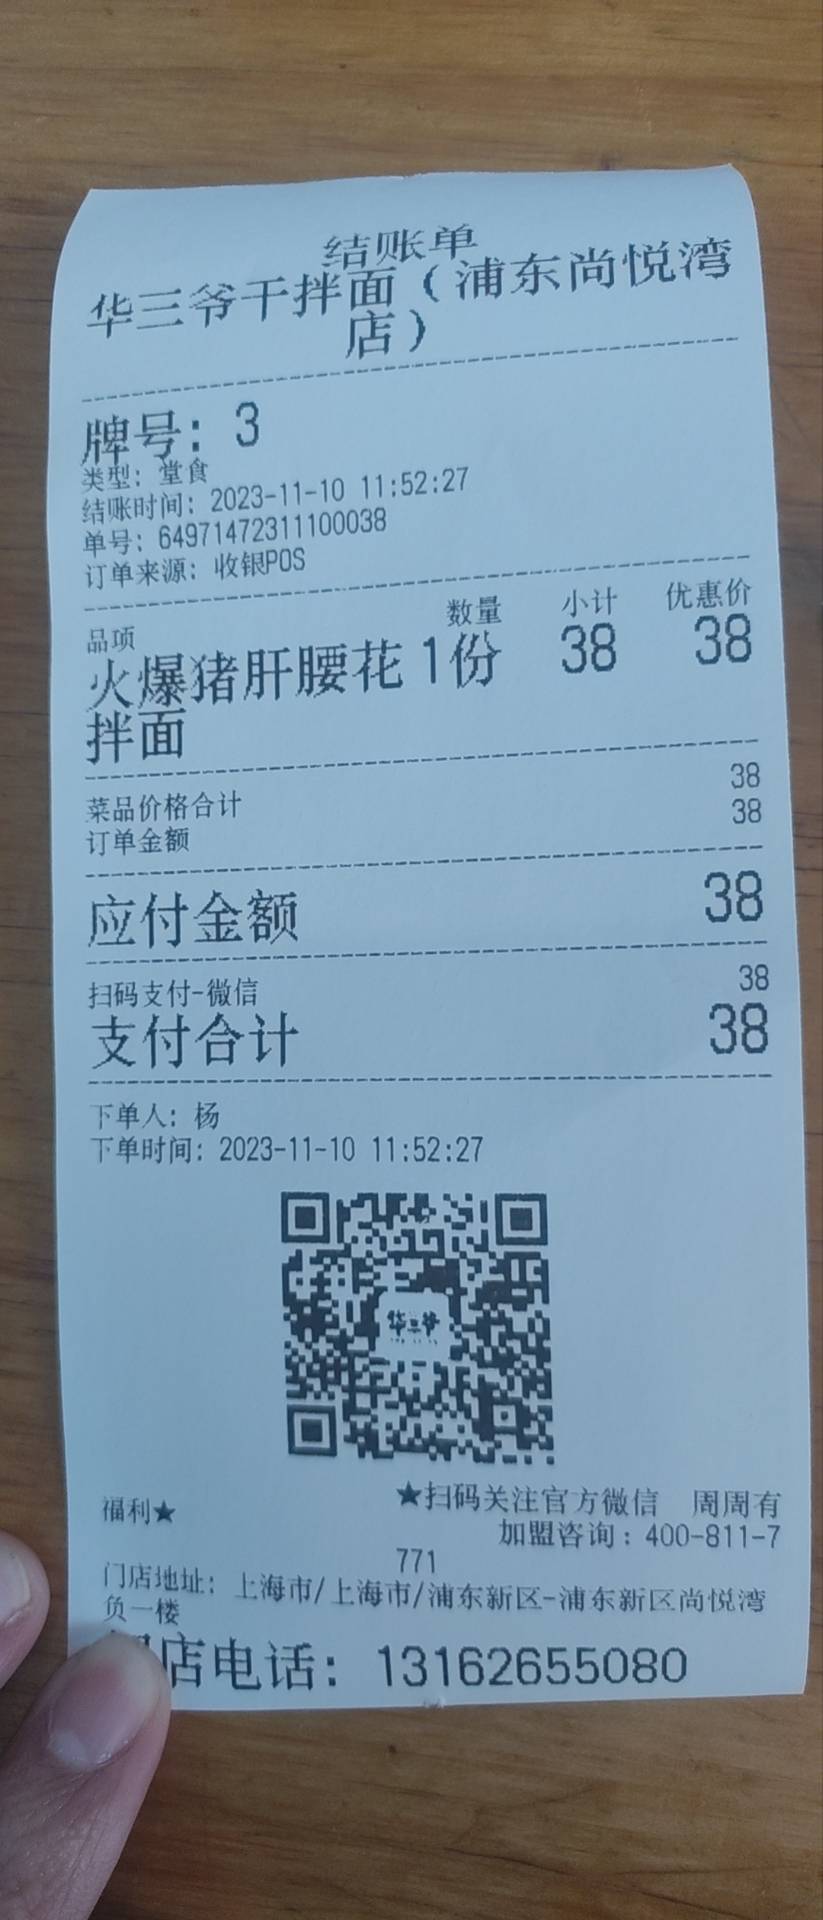 结账单
华三爷干拌面（浦东尚悦湾
店）
牌号：3
类型：堂食
结账时间：2023-11-10 11:52:27
单号：64971472311100038
订单来源：收银POS
品项 数量 小计 优惠价
火爆猪肝腰花 1份 38 38
拌面
菜品价格合计 38
订单金额 38
应付金额 38
扫码支付-微信 38
支付合计 38
下单人：杨
下单时间：2023-11-10 11:52:27
华三爷
★扫码关注官方微信 周周有
福利★
加盟咨询：400-811-7
771
门店地址：上海市/上海市/浦东新区-浦东新区尚悦湾
负一楼
店电话：13162655080